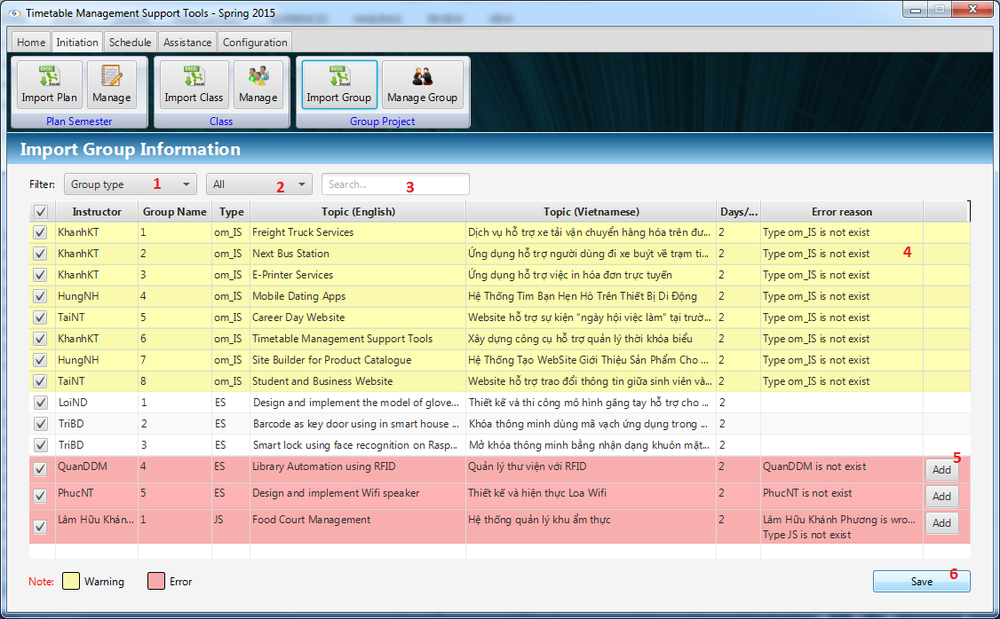 Timetable Management Support Tools - Spring 2015
Home Initiation Schedule Assistance Configuration
Import Plan Manage Import Class Manage Import Group Manage Group
Plan Semester Class Group Project
Import Group Information
Filter: Group type 1 All 2 Search... 3
Instructor Group Name Type Topic (English) Topic (Vietnamese) Days/... Error reason
KhanhKT 1 om_IS Freight Truck Services Dịch vụ hỗ trợ xe tải vận chuyển hàng hóa trên đư... 2 Type om_IS is not exist
KhanhKT 2 om_IS Next Bus Station Ứng dụng hỗ trợ người dùng đi xe buýt về trạm ti... 2 Type om_IS is not exist 4
KhanhKT 3 om_IS E-Printer Services Ứng dụng hỗ trợ việc in hóa đơn trực tuyến 2 Type om_IS is not exist
HungNH 4 om_IS Mobile Dating Apps Hệ Thống Tìm Bạn Hẹn Hò Trên Thiết Bị Di Động 2 Type om_IS is not exist
TaiNT 5 om_IS Career Day Website Website hỗ trợ sự kiện “ngày hội việc làm” tại trườ... 2 Type om_IS is not exist
KhanhKT 6 om_IS Timetable Management Support Tools Xây dựng công cụ hỗ trợ quản lý thời khóa biểu 2 Type om_IS is not exist
HungNH 7 om_IS Site Builder for Product Catalogue Hệ Thống Tạo WebSite Giới Thiệu Sản Phẩm Cho ... 2 Type om_IS is not exist
TaiNT 8 om_IS Student and Business Website Website hỗ trợ trao đổi thông tin giữa sinh viên và... 2 Type om_IS is not exist
LoiND 1 ES Design and implement the model of glove... Thiết kế và thi công mô hình găng tay hỗ trợ cho ... 2
TriBD 2 ES Barcode as key door using in smart house ... Khóa thông minh dùng mã vạch ứng dụng trong ... 2
TriBD 3 ES Smart lock using face recognition on Rasp... Mở khóa thông minh bằng nhận dạng khuôn mặt... 2
QuanDDM 4 ES Library Automation using RFID Quản lý thư viện với RFID 2 QuanDDM is not exist Add 5
PhucNT 5 ES Design and implement Wifi speaker Thiết kế và hiện thực Loa Wifi 2 PhucNT is not exist Add
Lâm Hữu Khán... 1 JS Food Court Management Hệ thống quản lý khu ẩm thực 2 Lâm Hữu Khánh Phương is wro... Add
Type JS is not exist
Note: Warning Error Save 6